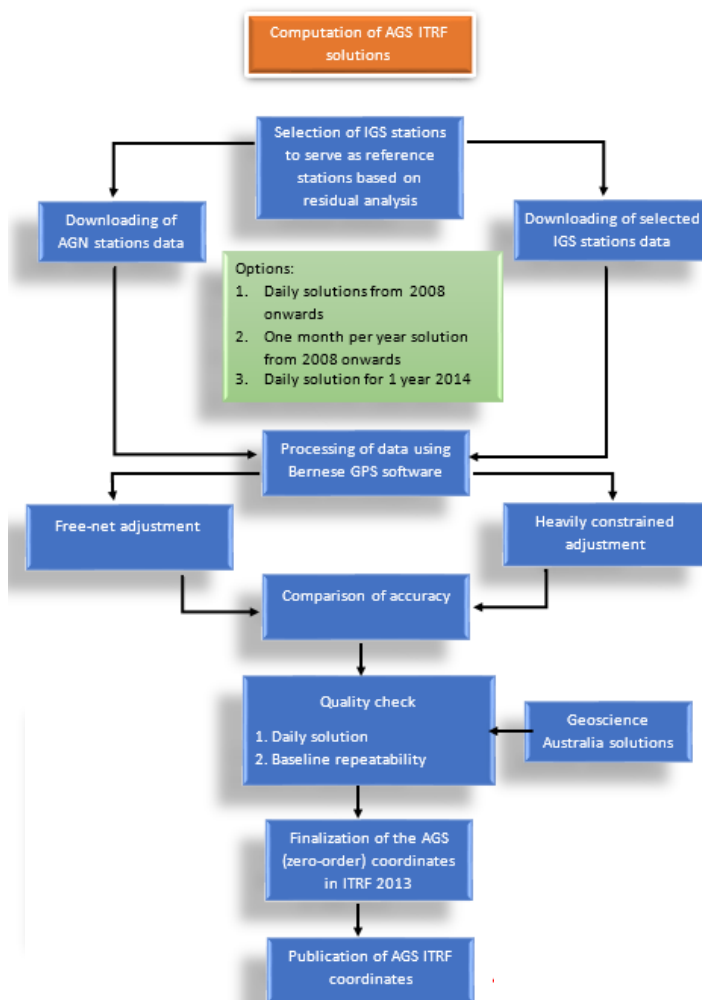 Computation of AGS ITRF
solutions
Selection of IGS stations
to serve as reference
stations based on
residual analysis
Downloading of
AGN stations data
Downloading of selected
IGS stations data
Options:
1. Daily solutions from 2008
onwards
2. One month per year solution
from 2008 onwards
3. Daily solution for 1 year 2014
Processing of data using
Bernese GPS software
Free-net adjustment
Heavily constrained
adjustment
Comparison of accuracy
Quality check
1. Daily solution
2. Baseline repeatability
Geoscience
Australia solutions
Finalization of the AGS
(zero-order) coordinates
in ITRF 2013
Publication of AGS ITRF
coordinates